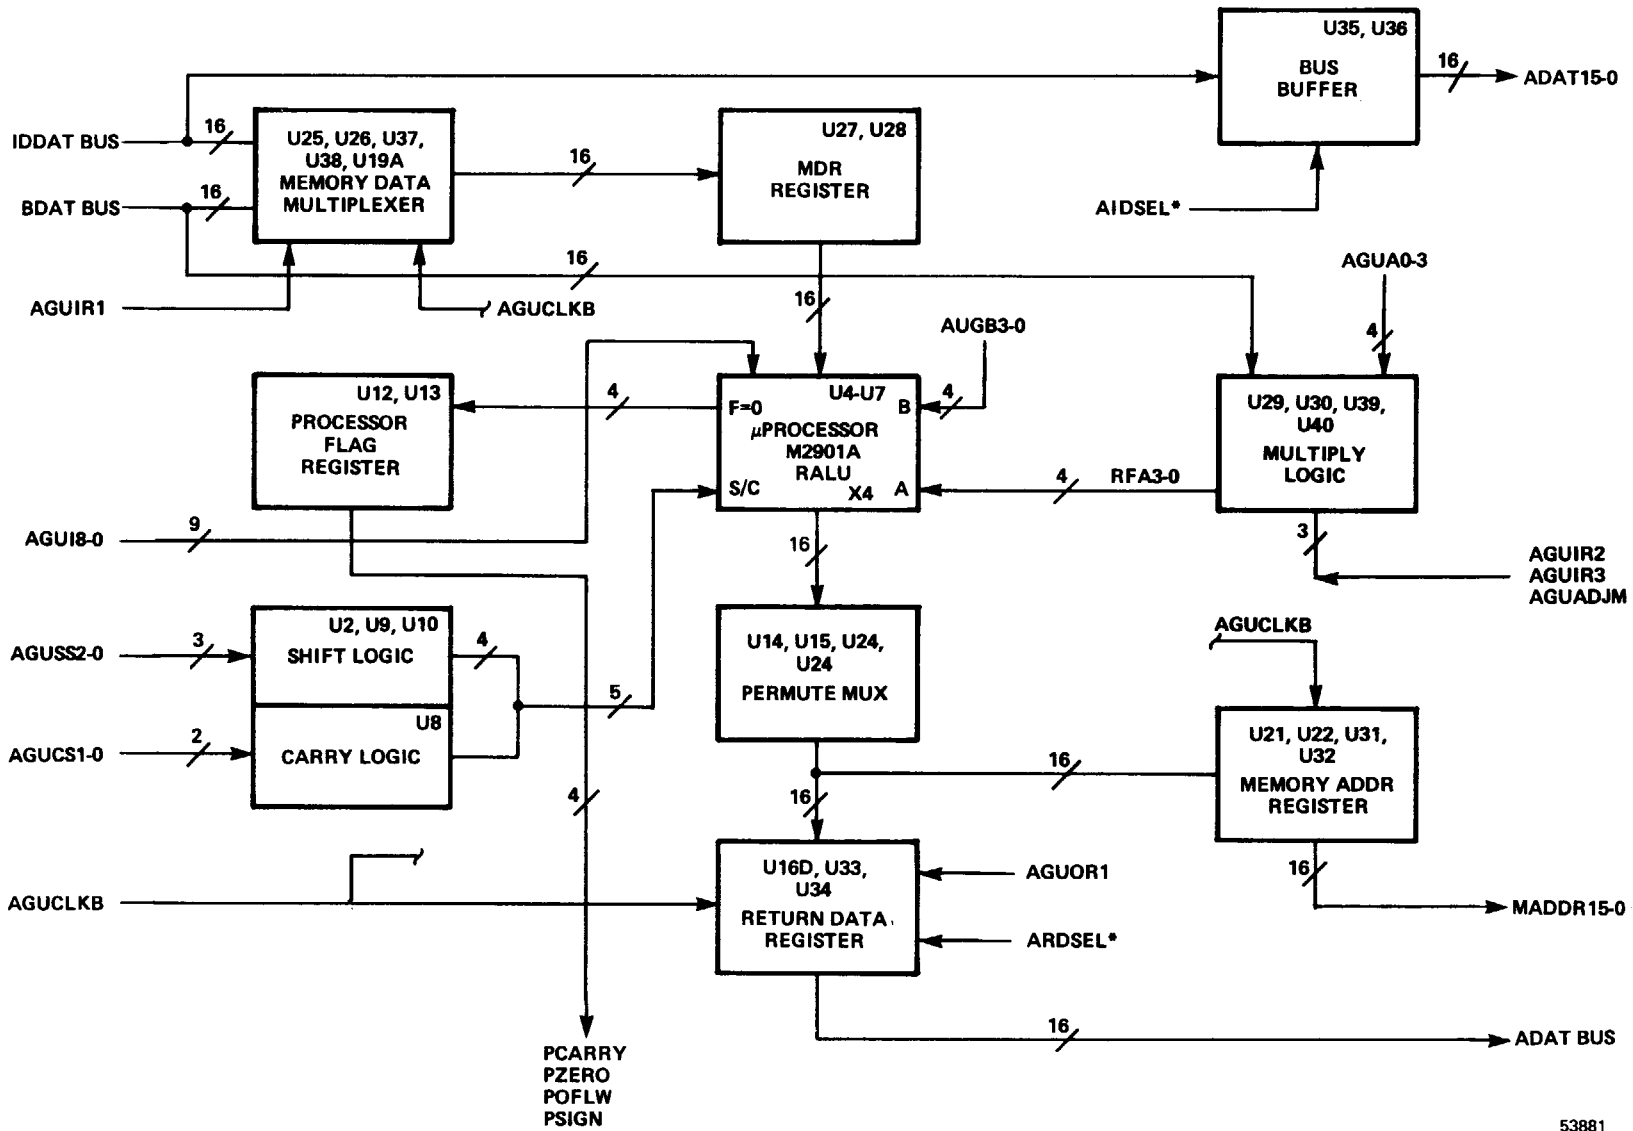 U35, U36
BUS
BUFFER
16
ADAT15-0
IDDAT BUS
16
U25, U26, U37,
U38, U19A
MEMORY DATA
MULTIPLEXER
16
U27, U28
MDR
REGISTER
BDAT BUS
16
AIDSEL*
16
AGUA0-3
AGUIR1
AGUCLKB
16
AUGB3-0
4
U12, U13
PROCESSOR
FLAG
REGISTER
4
U4-U7
F=0
B
μPROCESSOR
M2901A
RALU
S/C
X4
A
4
U29, U30, U39,
U40
MULTIPLY
LOGIC
4
RFA3-0
AGUI8-0
9
16
3
AGUIR2
AGUIR3
AGUADJM
AGUSS2-0
3
U2, U9, U10
SHIFT LOGIC
4
U14, U15, U24,
U24
PERMUTE MUX
AGUCLKB
5
AGUCS1-0
2
U8
CARRY LOGIC
U21, U22, U31,
U32
MEMORY ADDR
REGISTER
16
4
16
AGUCLKB
U16D, U33,
U34
RETURN DATA
REGISTER
AGUOR1
ARDSEL*
16
MADDR15-0
16
ADAT BUS
PCARRY
PZERO
POFLW
PSIGN
53881